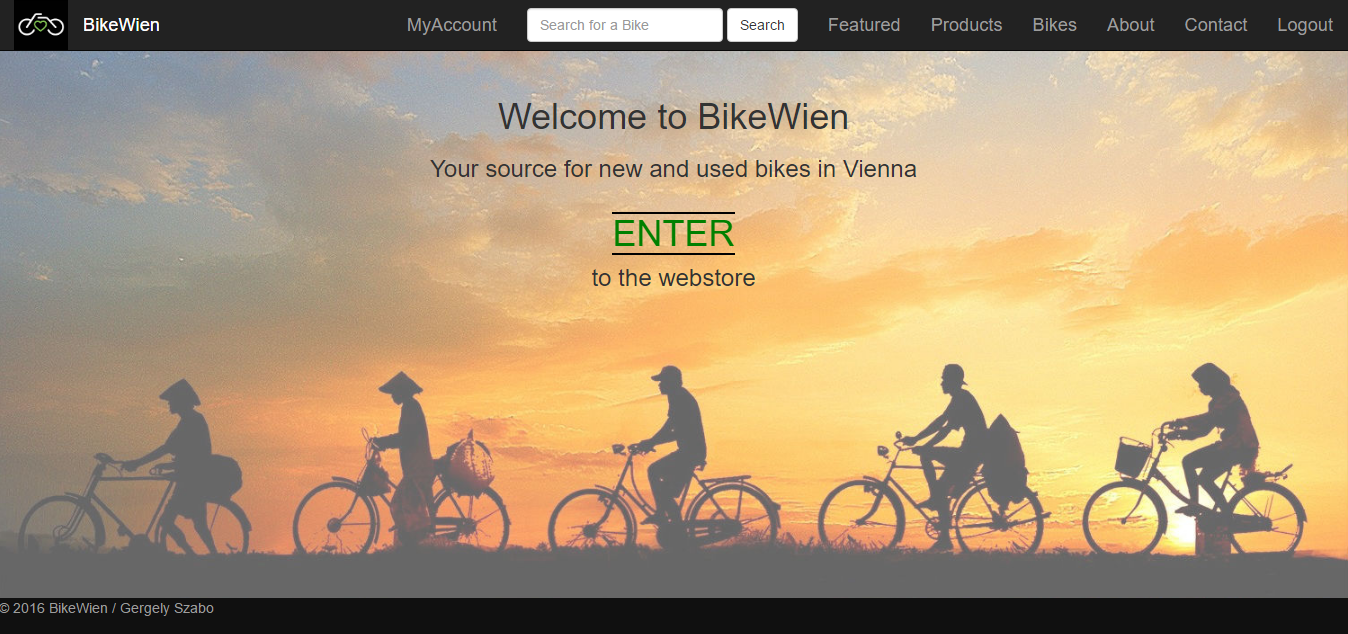 BikeWien MyAccount Search for a Bike Search Featured Products Bikes About Contact Logout
Welcome to BikeWien
Your source for new and used bikes in Vienna
ENTER
to the webstore
© 2016 BikeWien / Gergely Szabo